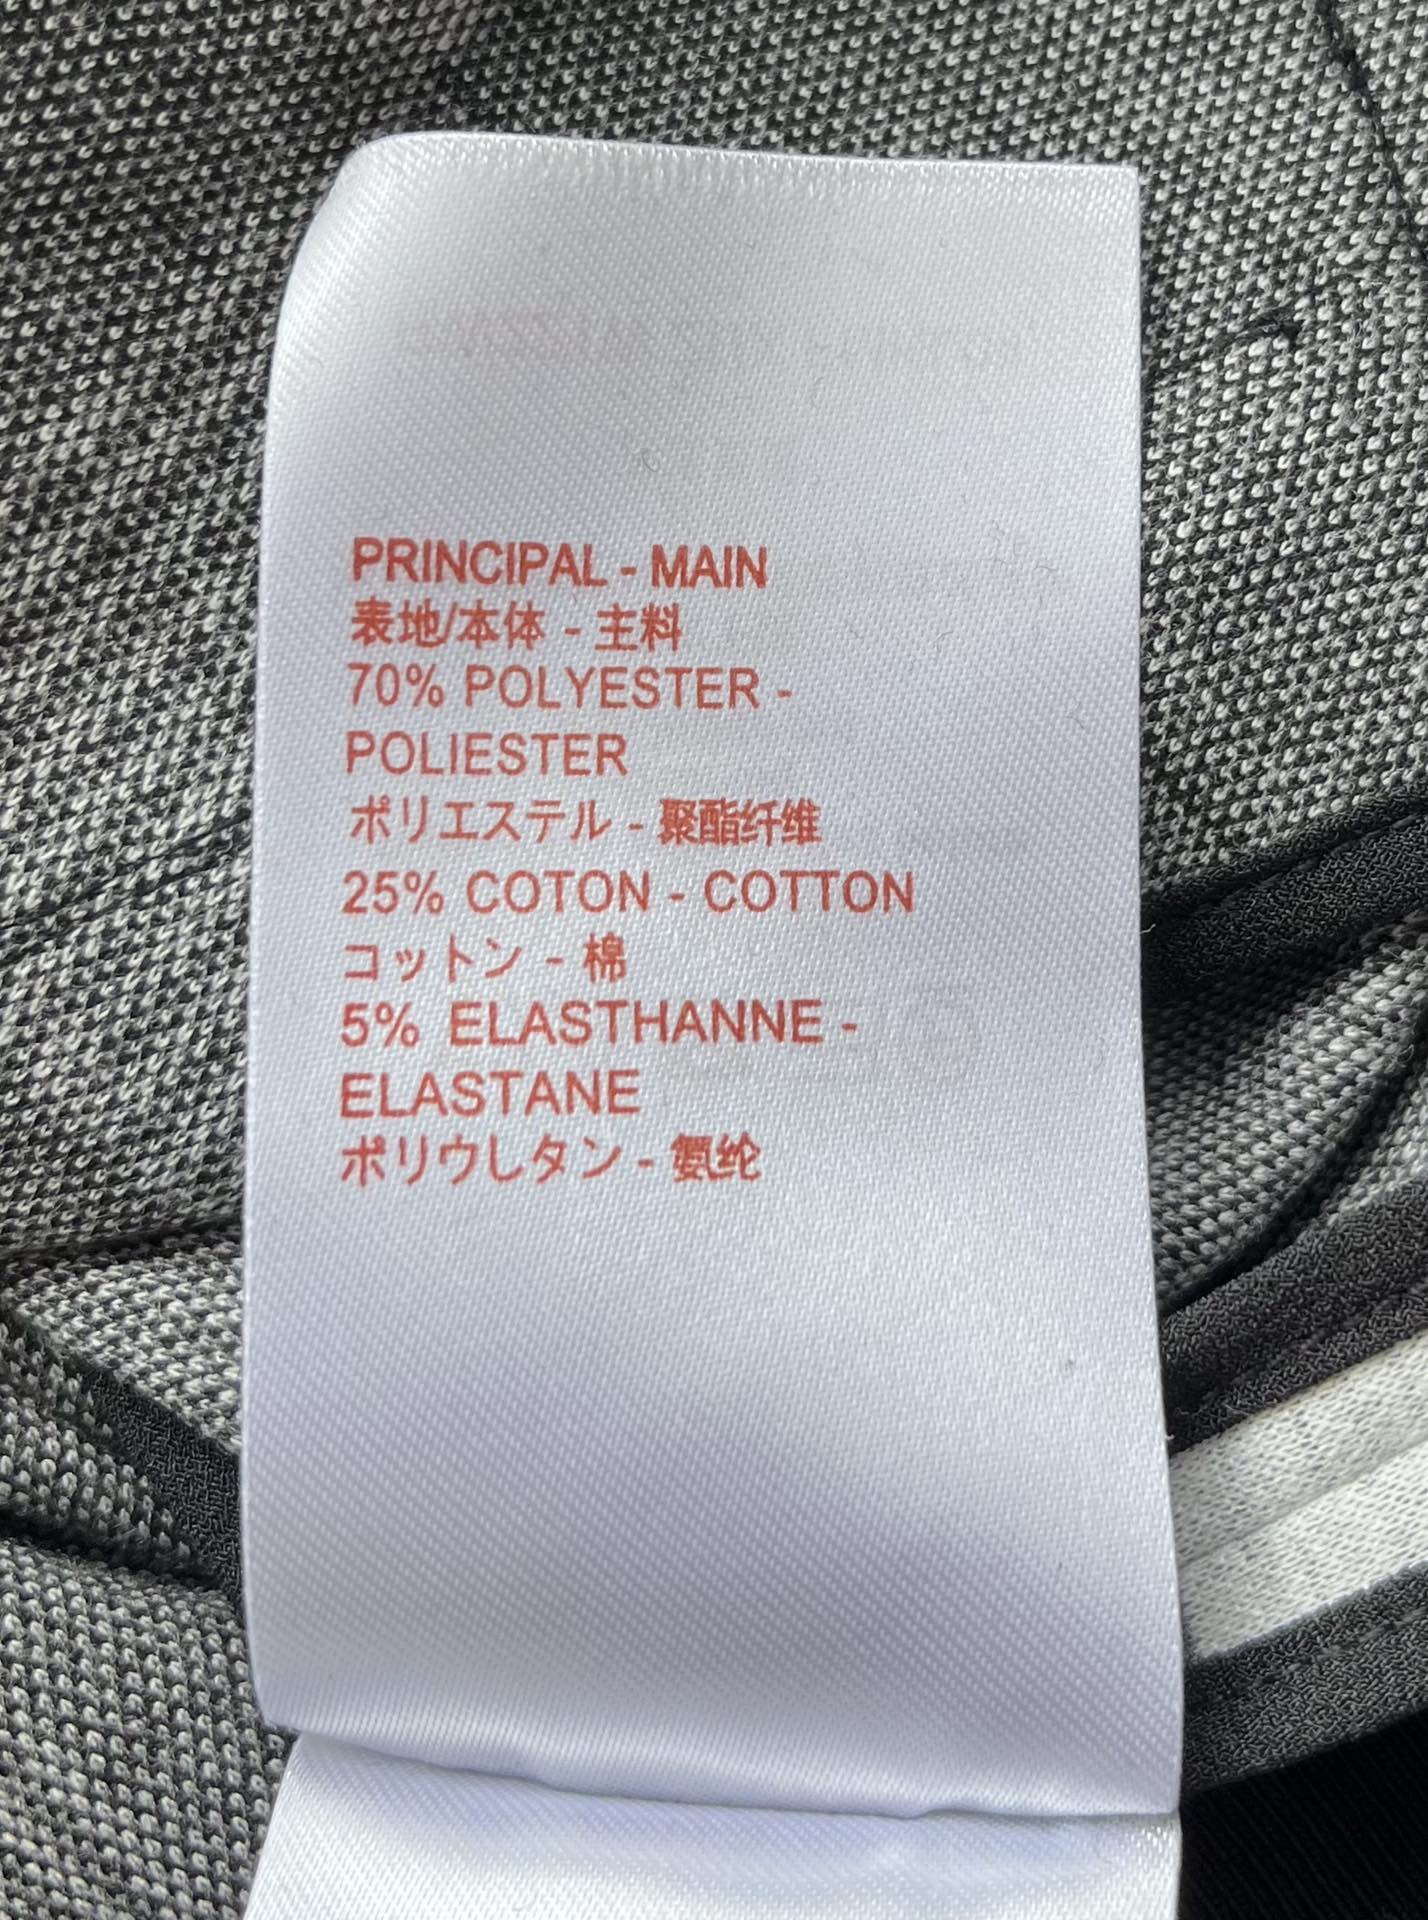 PRINCIPAL - MAIN
表地/本体 - 主料
70% POLYESTER -
POLIESTER
ポリエステル - 聚酯纤维
25% COTON - COTTON
コットン - 棉
5% ELASTHANNE -
ELASTANE
ポリウレタン - 氨纶